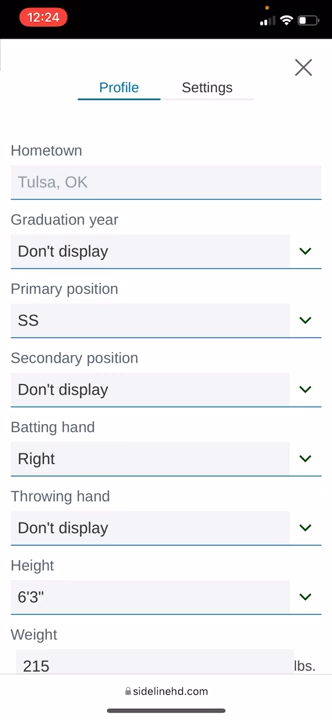 12:24
Profile
Settings
Hometown
Tulsa, OK
Graduation year
Don't display
Primary position
SS
Secondary position
Don't display
Batting hand
Right
Throwing hand
Don't display
Height
6'3"
Weight
215 lbs.
sidelinehd.com